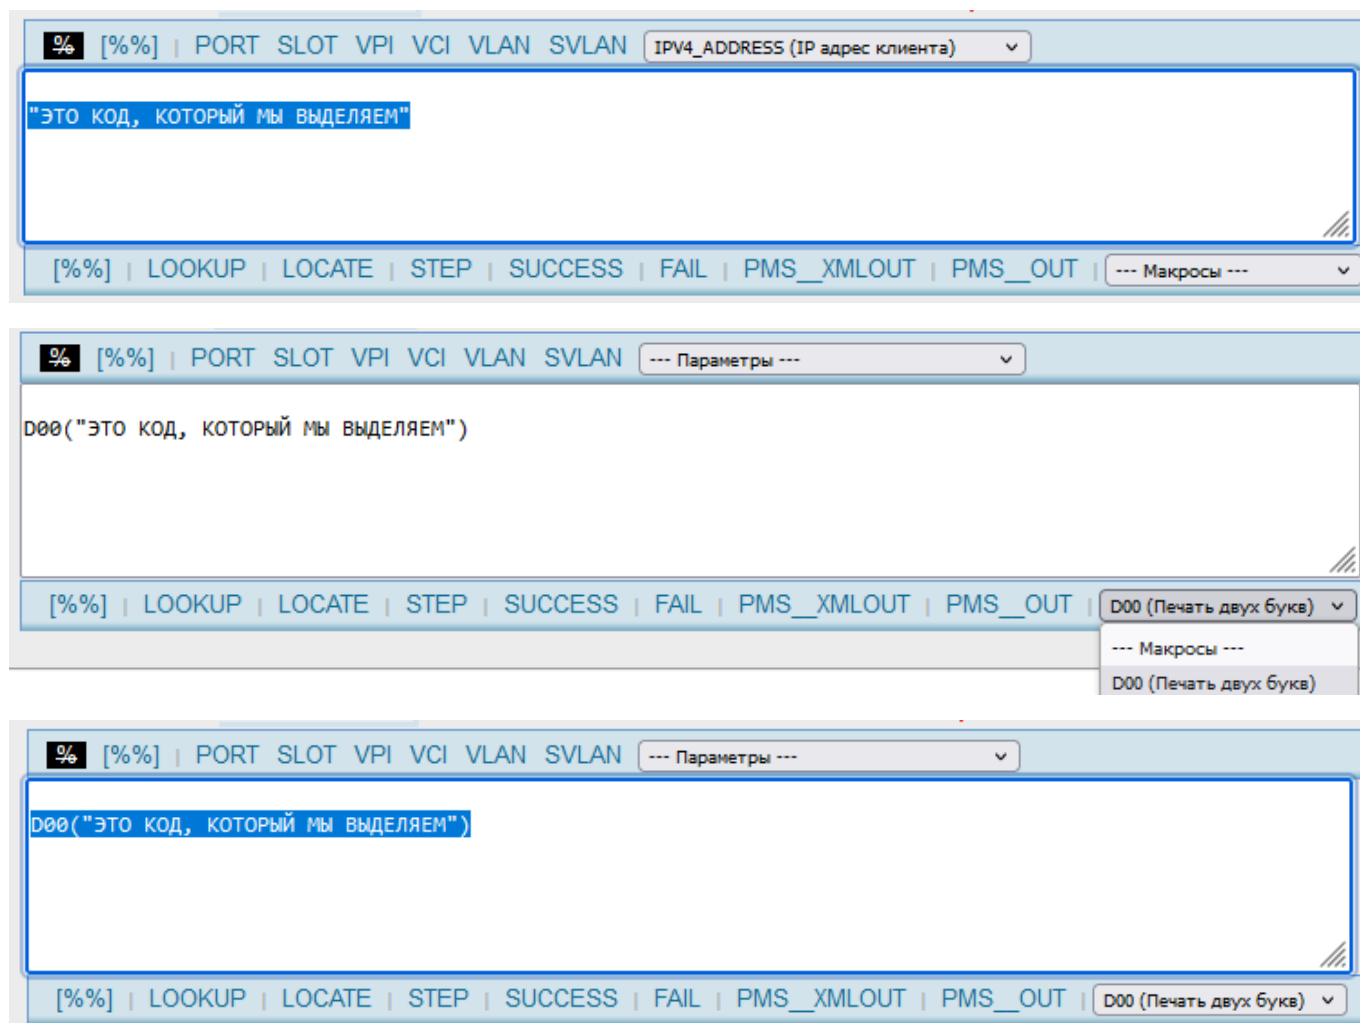 % [%%] | PORT SLOT VPI VCI VLAN SVLAN IPV4_ADDRESS (IP адрес клиента)
"ЭТО КОД, КОТОРЫЙ МЫ ВЫДЕЛЯЕМ"
[%%] | LOOKUP | LOCATE | STEP | SUCCESS | FAIL | PMS__XMLOUT | PMS__OUT | --- Макросы ---
% [%%] | PORT SLOT VPI VCI VLAN SVLAN --- Параметры ---
D00("ЭТО КОД, КОТОРЫЙ МЫ ВЫДЕЛЯЕМ")
[%%] | LOOKUP | LOCATE | STEP | SUCCESS | FAIL | PMS__XMLOUT | PMS__OUT | D00 (Печать двух букв)
--- Макросы ---
D00 (Печать двух букв)
% [%%] | PORT SLOT VPI VCI VLAN SVLAN --- Параметры ---
D00("ЭТО КОД, КОТОРЫЙ МЫ ВЫДЕЛЯЕМ")
[%%] | LOOKUP | LOCATE | STEP | SUCCESS | FAIL | PMS__XMLOUT | PMS__OUT | D00 (Печать двух букв)